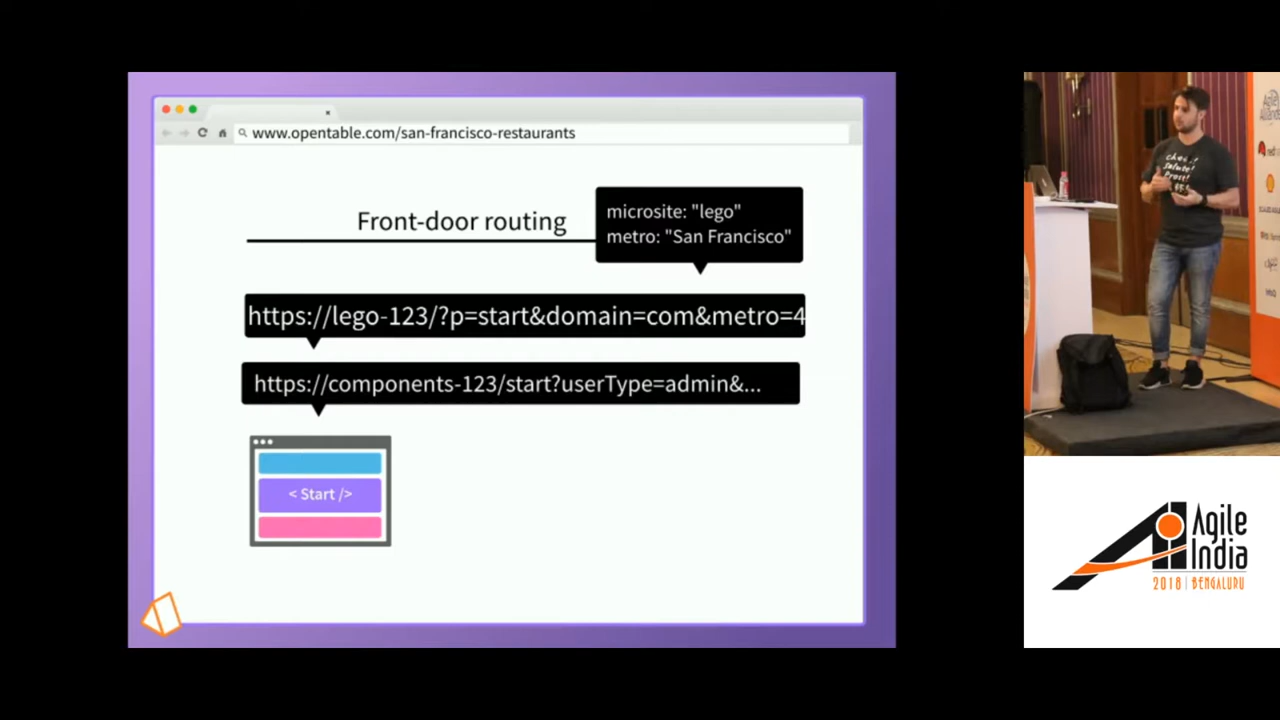 www.opentable.com/san-francisco-restaurants
Front-door routing
microsite: "lego"
metro: "San Francisco"
https://lego-123/?p=start&domain=com&metro=4
https://components-123/start?userType=admin&...
< Start />
Agile
India
2018 | BENGALURU